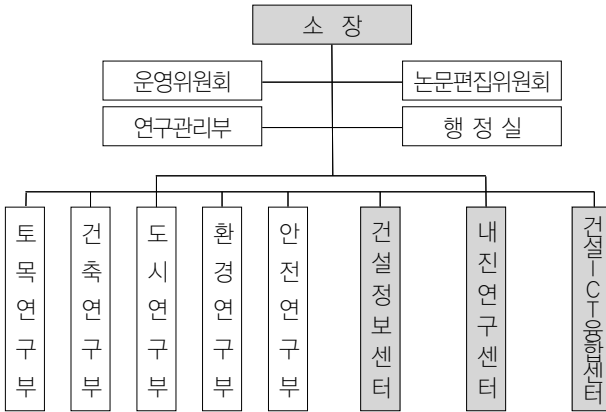 소 장
운영위원회
논문편집위원회
연구관리부
행 정 실
토목연구부
건축연구부
도시연구부
환경연구부
안전연구부
건설정보센터
내진연구센터
건설-ICT융합센터